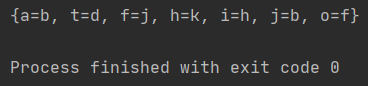 {a=b, t=d, f=j, h=k, i=h, j=b, o=f}
Process finished with exit code 0